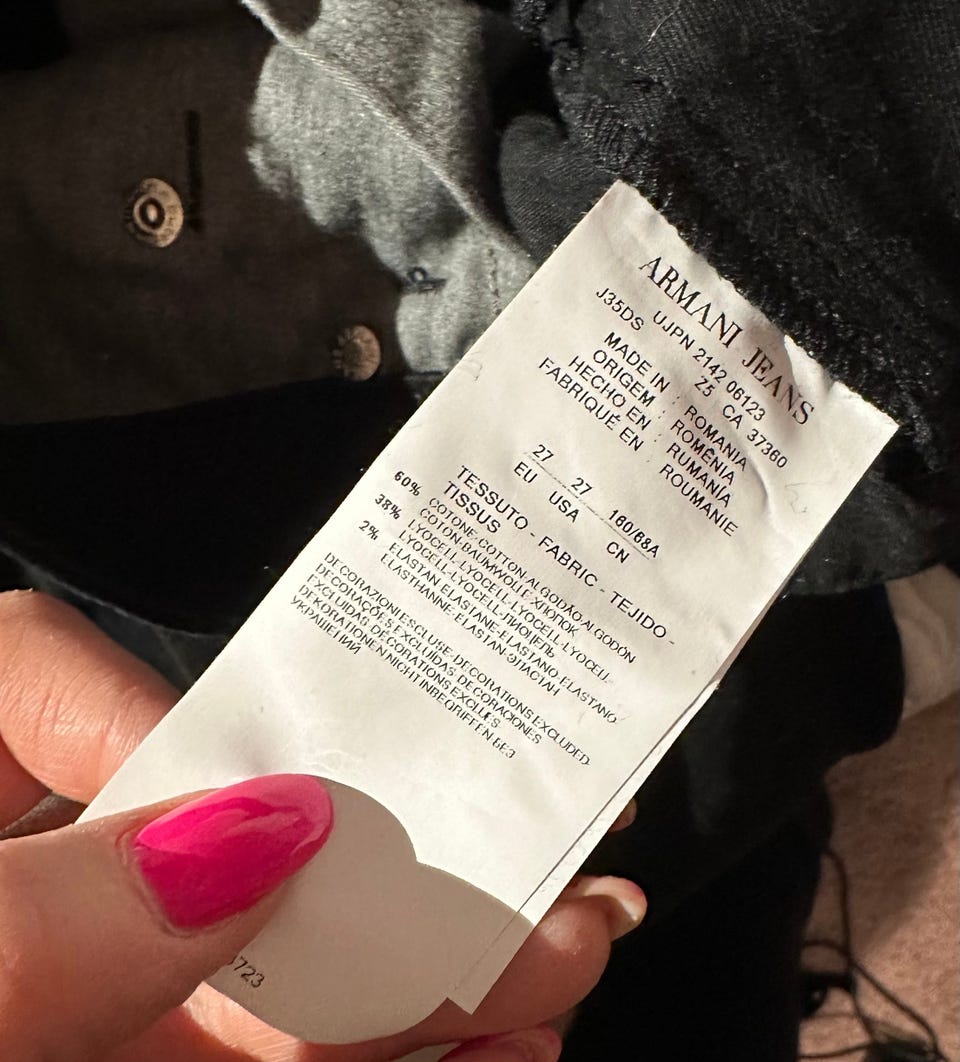 ARMANI JEANS
J35DS UJPN 2142 06123
Z5 CA 37360
MADE IN : ROMANIA
ORIGEM : ROMÊNIA
HECHO EN : RUMANÍA
FABRIQUÉ EN : ROUMANIE
27 27 160/68A
EU USA CN
TESSUTO - FABRIC - TEJIDO -
TISSUS
60% COTONE-COTTON-ALGODÃO-ALGODÓN
COTON-BAUMWOLLE-ХЛОПОК
38% LYOCELL-LYOCELL-LYOCELL-LYOCELL-
LYOCELL-LYOCELL-ЛИОЦЕЛЬ
2% ELASTAN-ELASTANE-ELASTANO-ELASTANO
ELASTHANNE-ELASTAN-ЭЛАСТАН
DECORAZIONI ESCLUSE-DECORATIONS EXCLUDED-
DECORAÇÕES EXCLUÍDAS-DECORACIONES
EXCLUIDAS-DÉCORATIONS EXCLUES-
DEKORATIONEN NICHT INBEGRIFFEN-БЕЗ
УКРАШЕНИЙ
723